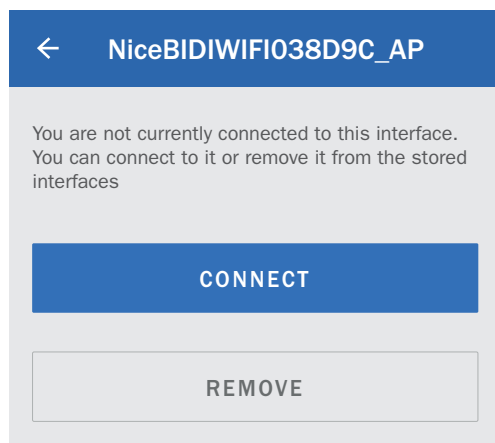 NiceBIDIWIFI038D9C_AP
You are not currently connected to this interface.
You can connect to it or remove it from the stored
interfaces
CONNECT
REMOVE